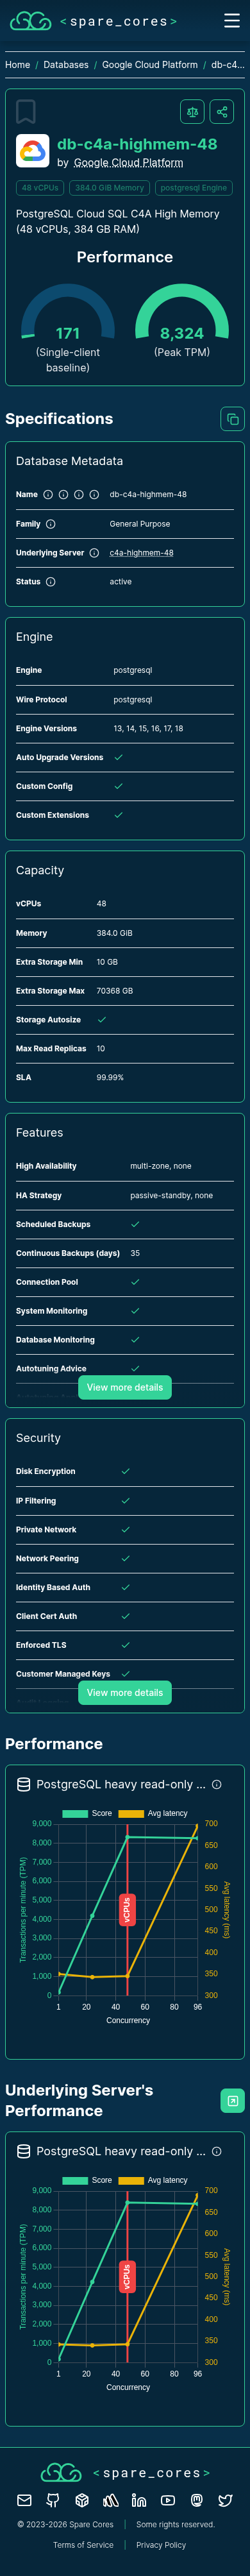 <spare_cores>
Home / Databases / Google Cloud Platform / db-c4...
db-c4a-highmem-48
by Google Cloud Platform
48 vCPUs 384.0 GiB Memory postgresql Engine
PostgreSQL Cloud SQL C4A High Memory
(48 vCPUs, 384 GB RAM)
Performance
171
(Single-client
baseline)
8,324
(Peak TPM)
Specifications
Database Metadata
Name db-c4a-highmem-48
Family General Purpose
Underlying Server c4a-highmem-48
Status active
Engine
Engine postgresql
Wire Protocol postgresql
Engine Versions 13, 14, 15, 16, 17, 18
Auto Upgrade Versions
Custom Config
Custom Extensions
Capacity
vCPUs 48
Memory 384.0 GiB
Extra Storage Min 10 GB
Extra Storage Max 70368 GB
Storage Autosize
Max Read Replicas 10
SLA 99.99%
Features
High Availability multi-zone, none
HA Strategy passive-standby, none
Scheduled Backups
Continuous Backups (days) 35
Connection Pool
System Monitoring
Database Monitoring
Autotuning Advice
View more details
Security
Disk Encryption
IP Filtering
Private Network
Network Peering
Identity Based Auth
Client Cert Auth
Enforced TLS
Customer Managed Keys
View more details
Performance
PostgreSQL heavy read-only ...
Score Avg latency
9,000 8,000 7,000 6,000 5,000 4,000 3,000 2,000 1,000 0
Transactions per minute (TPM)
vCPUs
700 650 600 550 500 450 400 350 300
Avg latency (ms)
1 20 40 60 80 96
Concurrency
Underlying Server's
Performance
PostgreSQL heavy read-only ...
Score Avg latency
9,000 8,000 7,000 6,000 5,000 4,000 3,000 2,000 1,000 0
Transactions per minute (TPM)
vCPUs
700 650 600 550 500 450 400 350 300
Avg latency (ms)
1 20 40 60 80 96
Concurrency
<spare_cores>
© 2023-2026 Spare Cores | Some rights reserved.
Terms of Service | Privacy Policy